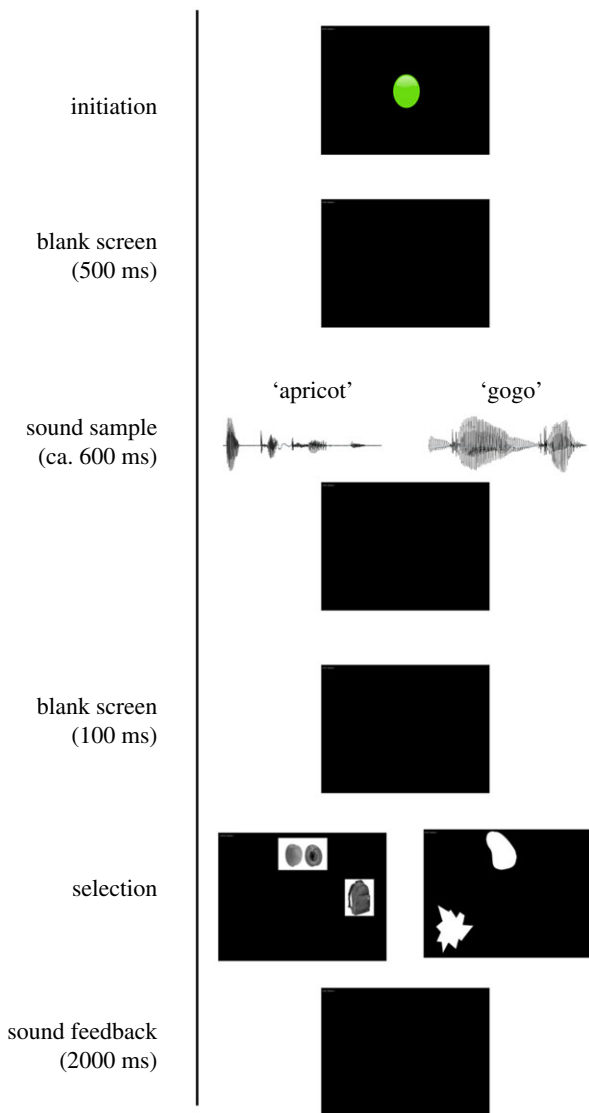 initiation
blank screen
(500 ms)
‘apricot’ ‘gogo’
sound sample
(ca. 600 ms)
blank screen
(100 ms)
selection
sound feedback
(2000 ms)